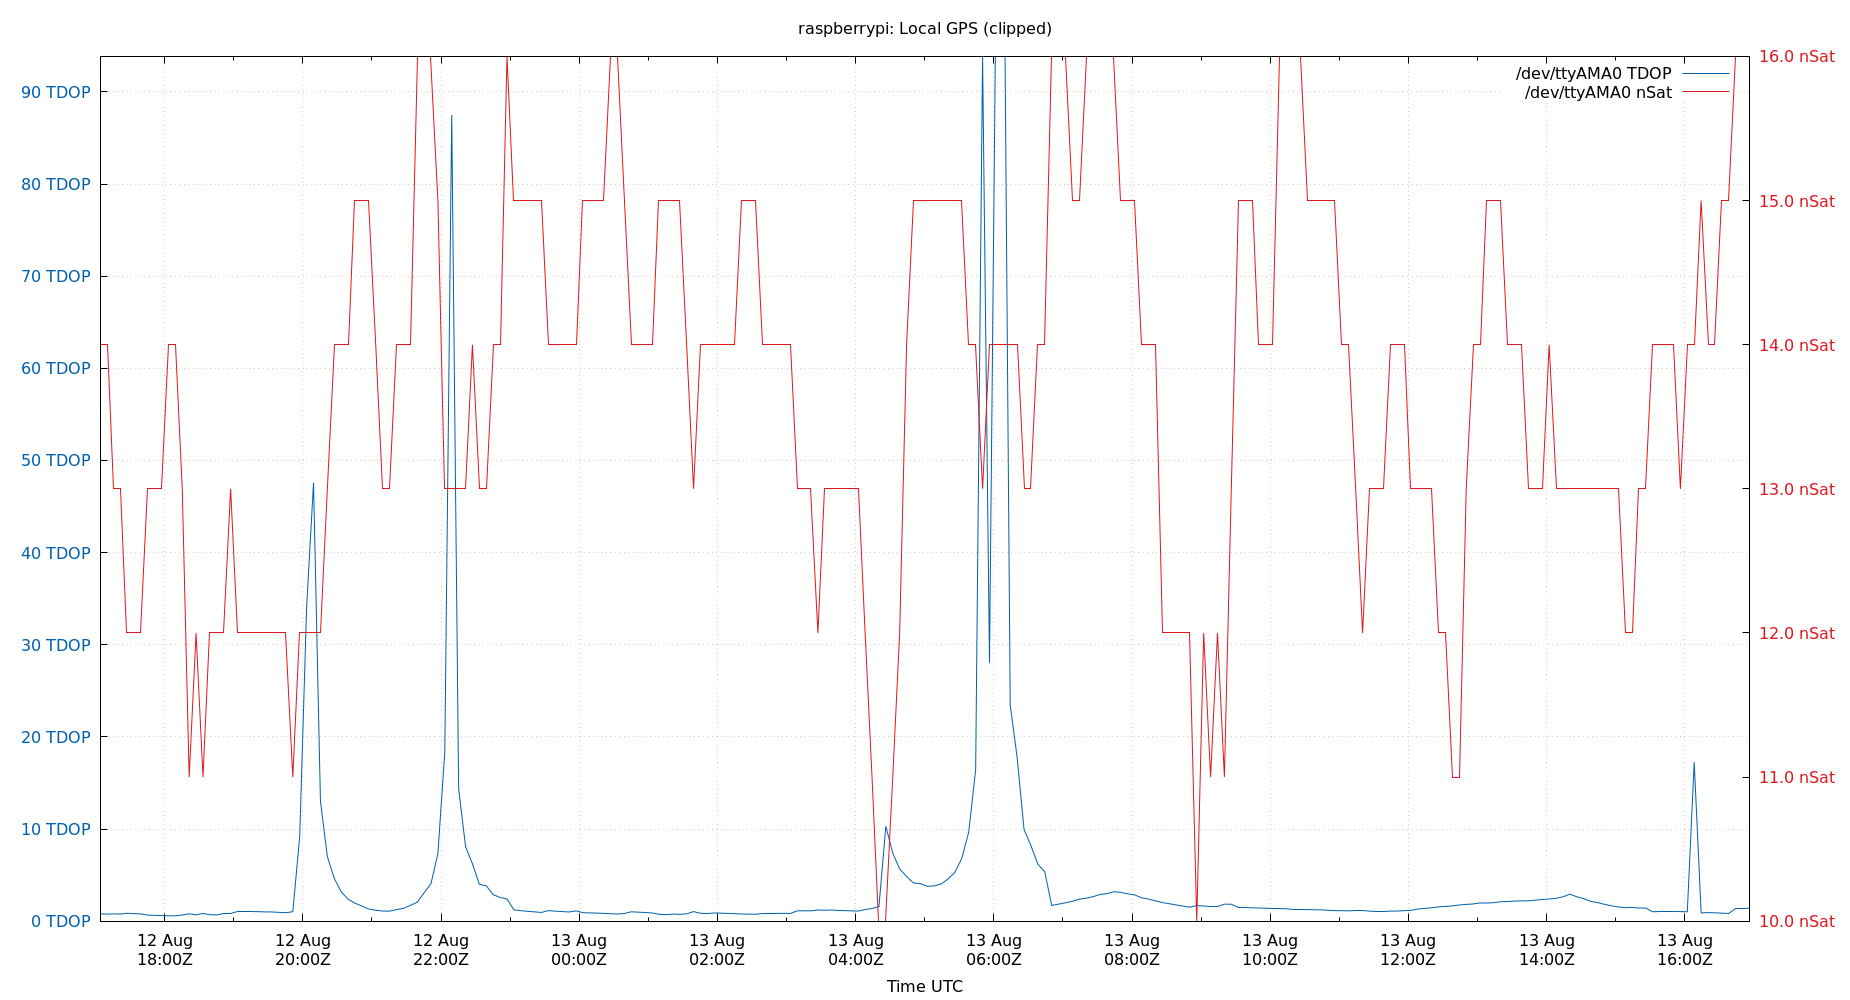 raspberrypi: Local GPS (clipped)
/dev/ttyAMA0 TDOP
/dev/ttyAMA0 nSat
90 TDOP
80 TDOP
70 TDOP
60 TDOP
50 TDOP
40 TDOP
30 TDOP
20 TDOP
10 TDOP
0 TDOP
16.0 nSat
15.0 nSat
14.0 nSat
13.0 nSat
12.0 nSat
11.0 nSat
10.0 nSat
12 Aug
18:00Z
12 Aug
20:00Z
12 Aug
22:00Z
13 Aug
00:00Z
13 Aug
02:00Z
13 Aug
04:00Z
13 Aug
06:00Z
13 Aug
08:00Z
13 Aug
10:00Z
13 Aug
12:00Z
13 Aug
14:00Z
13 Aug
16:00Z
Time UTC